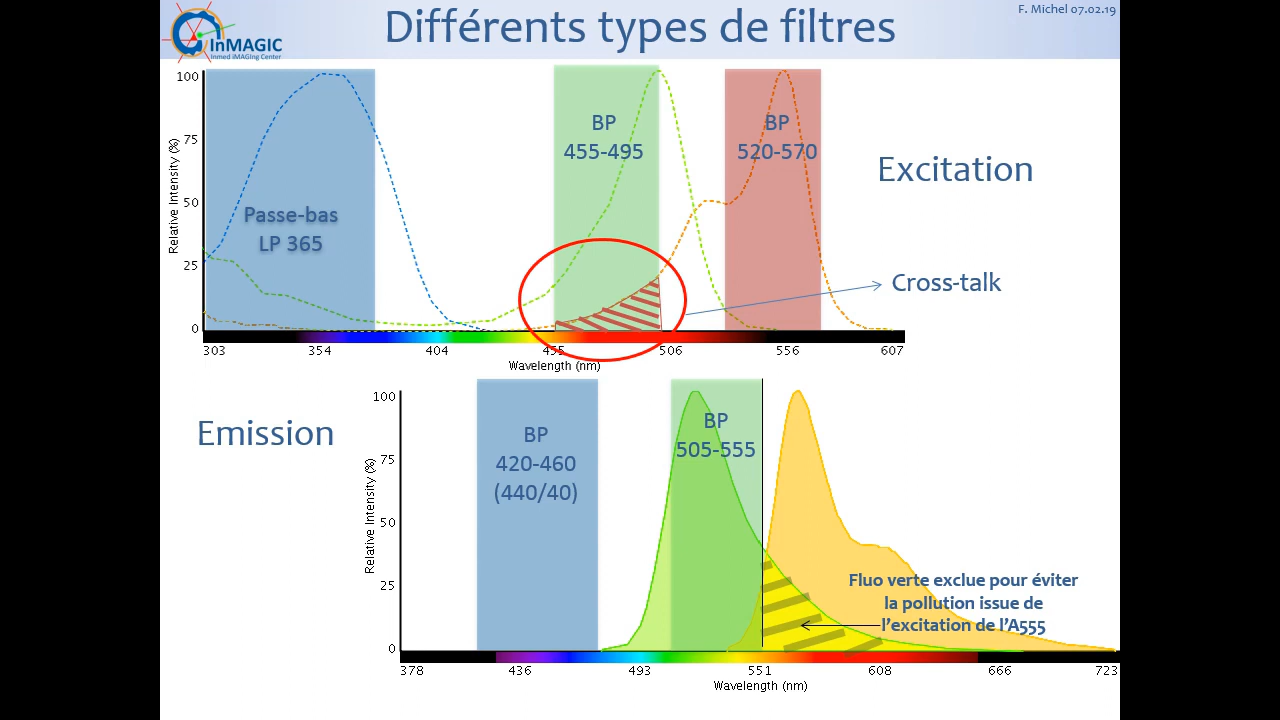 F. Michel 07.02.19
InMAGIC
Inmed iMAGing Center
Différents types de filtres
100
75
50
25
0
Relative Intensity (%)
Passe-bas
LP 365
BP
455-495
BP
520-570
Excitation
Cross-talk
303 354 404 455 506 556 607
Wavelength (nm)
Emission
100
75
50
25
0
Relative Intensity (%)
BP
420-460
(440/40)
BP
505-555
Fluo verte exclue pour éviter
la pollution issue de
l'excitation de l'A555
378 436 493 551 608 666 723
Wavelength (nm)